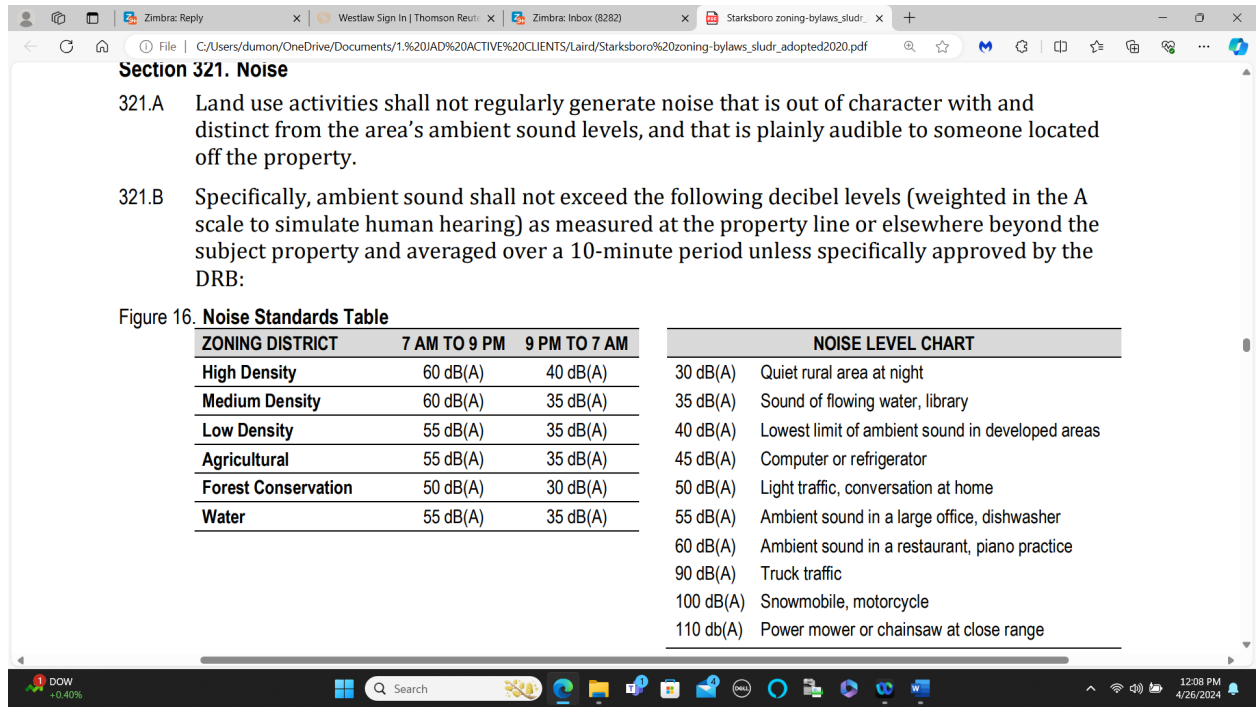 Zimbra: Reply
Westlaw Sign In | Thomson Reute
Zimbra: Inbox (8282)
Starksboro zoning-bylaws_sludr_
File | C:/Users/dumon/OneDrive/Documents/1.%20JAD%20ACTIVE%20CLIENTS/Laird/Starksboro%20zoning-bylaws_sludr_adopted2020.pdf
Section 321. Noise
321.A Land use activities shall not regularly generate noise that is out of character with and
distinct from the area's ambient sound levels, and that is plainly audible to someone located
off the property.
321.B Specifically, ambient sound shall not exceed the following decibel levels (weighted in the A
scale to simulate human hearing) as measured at the property line or elsewhere beyond the
subject property and averaged over a 10-minute period unless specifically approved by the
DRB:
Figure 16. Noise Standards Table
ZONING DISTRICT 7 AM TO 9 PM 9 PM TO 7 AM
High Density 60 dB(A) 40 dB(A)
Medium Density 60 dB(A) 35 dB(A)
Low Density 55 dB(A) 35 dB(A)
Agricultural 55 dB(A) 35 dB(A)
Forest Conservation 50 dB(A) 30 dB(A)
Water 55 dB(A) 35 dB(A)
NOISE LEVEL CHART
30 dB(A) Quiet rural area at night
35 dB(A) Sound of flowing water, library
40 dB(A) Lowest limit of ambient sound in developed areas
45 dB(A) Computer or refrigerator
50 dB(A) Light traffic, conversation at home
55 dB(A) Ambient sound in a large office, dishwasher
60 dB(A) Ambient sound in a restaurant, piano practice
90 dB(A) Truck traffic
100 dB(A) Snowmobile, motorcycle
110 db(A) Power mower or chainsaw at close range
1
DOW
+0.40%
Search
1
4
DELL
W
12:08 PM
4/26/2024